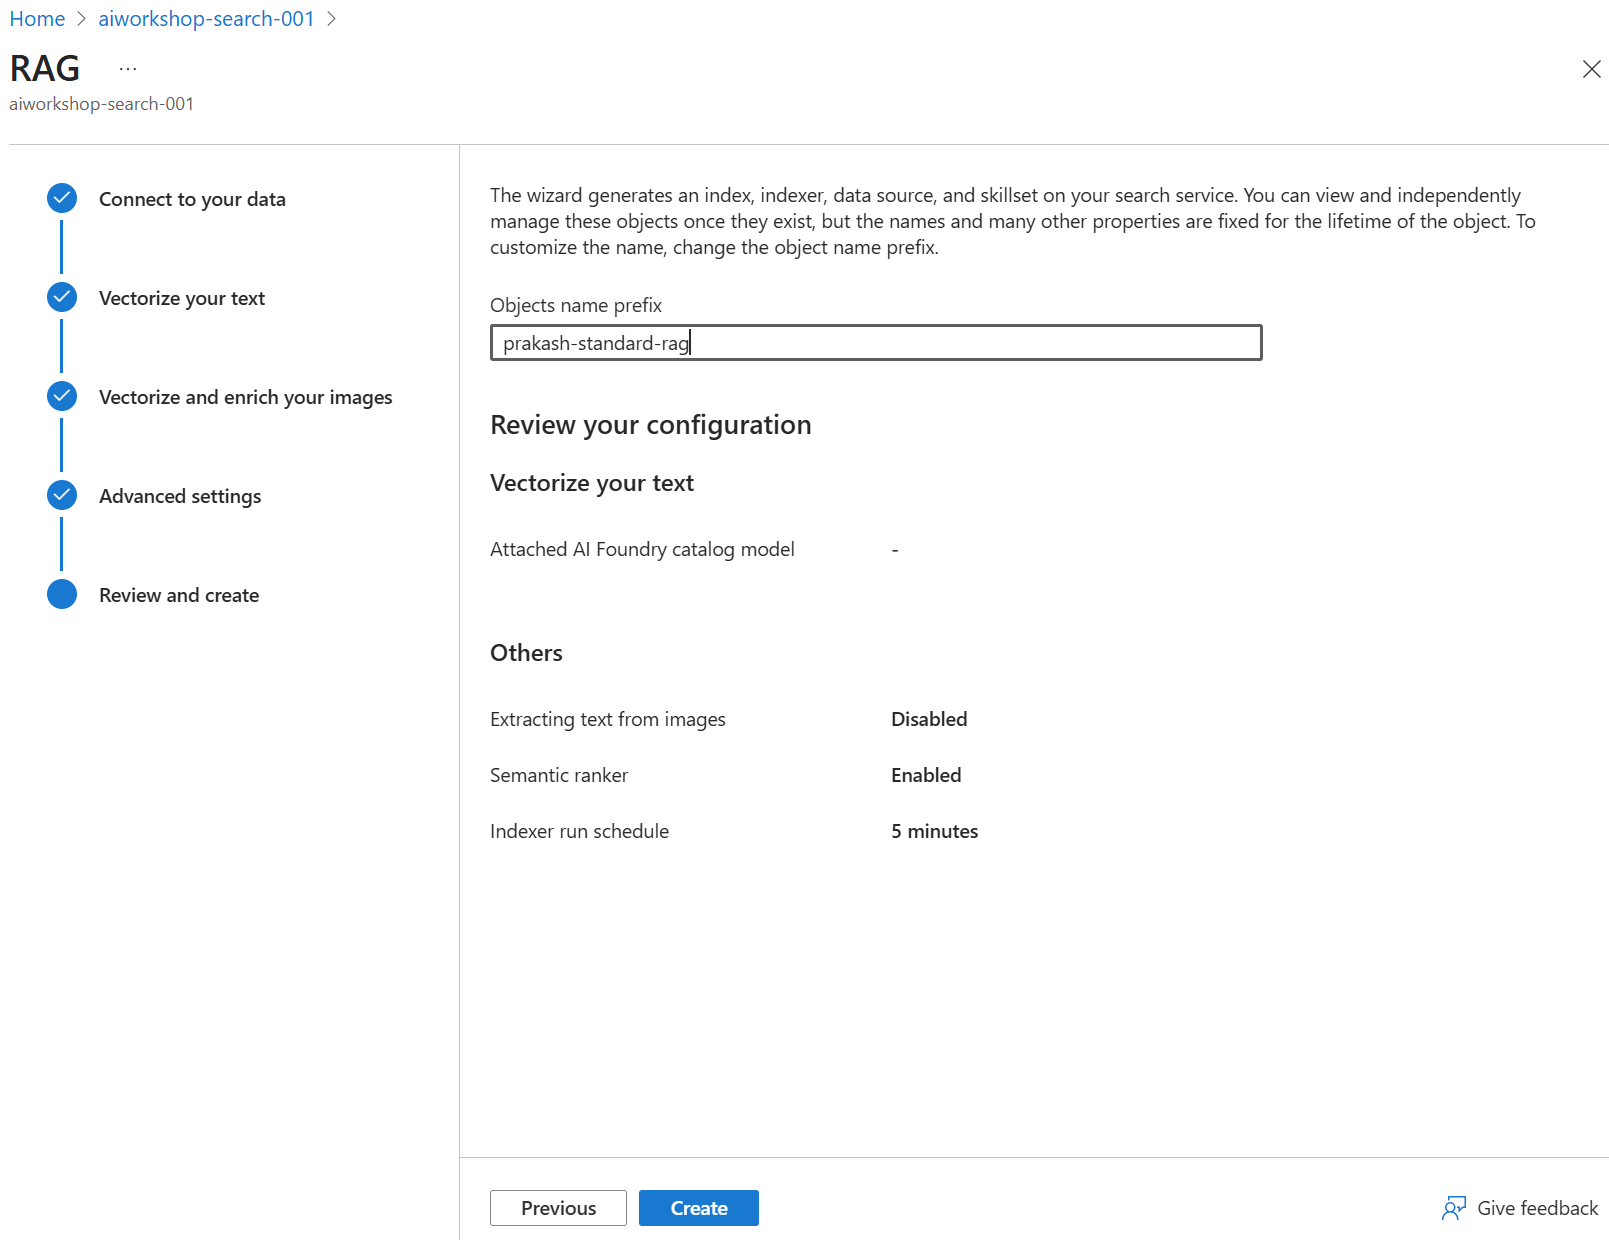 Home > aiworkshop-search-001 >
RAG ...
aiworkshop-search-001
Connect to your data
Vectorize your text
Vectorize and enrich your images
Advanced settings
Review and create
The wizard generates an index, indexer, data source, and skillset on your search service. You can view and independently
manage these objects once they exist, but the names and many other properties are fixed for the lifetime of the object. To
customize the name, change the object name prefix.
Objects name prefix
prakash-standard-rag
Review your configuration
Vectorize your text
Attached AI Foundry catalog model -
Others
Extracting text from images Disabled
Semantic ranker Enabled
Indexer run schedule 5 minutes
Previous Create Give feedback